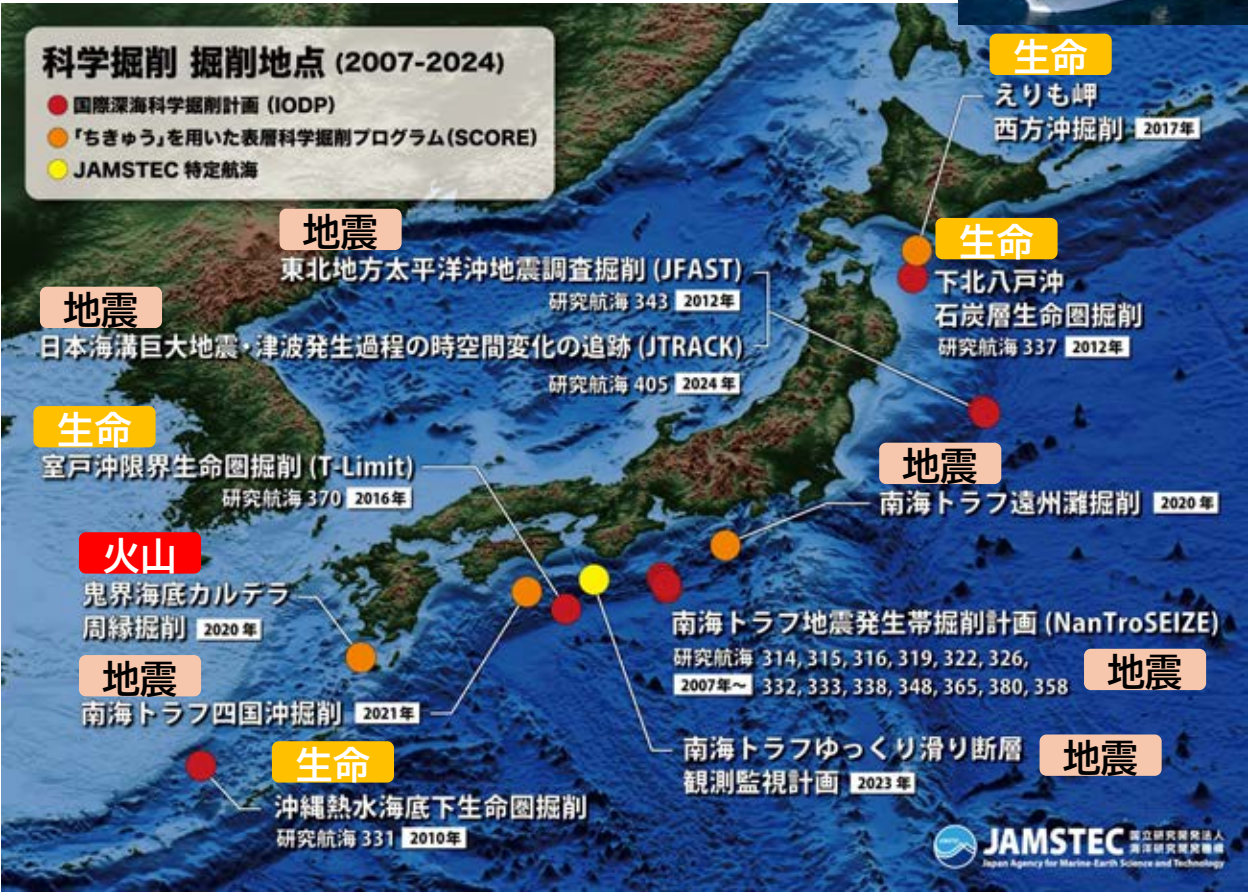 科学掘削 掘削地点 (2007-2024)
国際深海科学掘削計画 (IODP)
「ちきゅう」を用いた表層科学掘削プログラム(SCORE)
JAMSTEC 特定航海
生命
えりも岬
西方沖掘削 2017年
地震
東北地方太平洋沖地震調査掘削 (JFAST)
研究航海 343 2012年
地震
日本海溝巨大地震・津波発生過程の時空間変化の追跡 (JTRACK)
研究航海 405 2024年
生命
下北八戸沖
石炭層生命圏掘削
研究航海 337 2012年
生命
室戸沖限界生命圏掘削 (T-Limit)
研究航海 370 2016年
地震
南海トラフ遠州灘掘削 2020年
火山
鬼界海底カルデラ
周縁掘削 2020年
地震
南海トラフ四国沖掘削 2021年
南海トラフ地震発生帯掘削計画 (NanTroSEIZE)
研究航海 314, 315, 316, 319, 322, 326,
2007年~ 332, 333, 338, 348, 365, 380, 358
地震
生命
沖縄熱水海底下生命圏掘削
研究航海 331 2010年
南海トラフゆっくり滑り断層
観測監視計画 2023年
地震
JAMSTEC 国立研究開発法人
海洋研究開発機構
Japan Agency for Marine-Earth Science and Technology